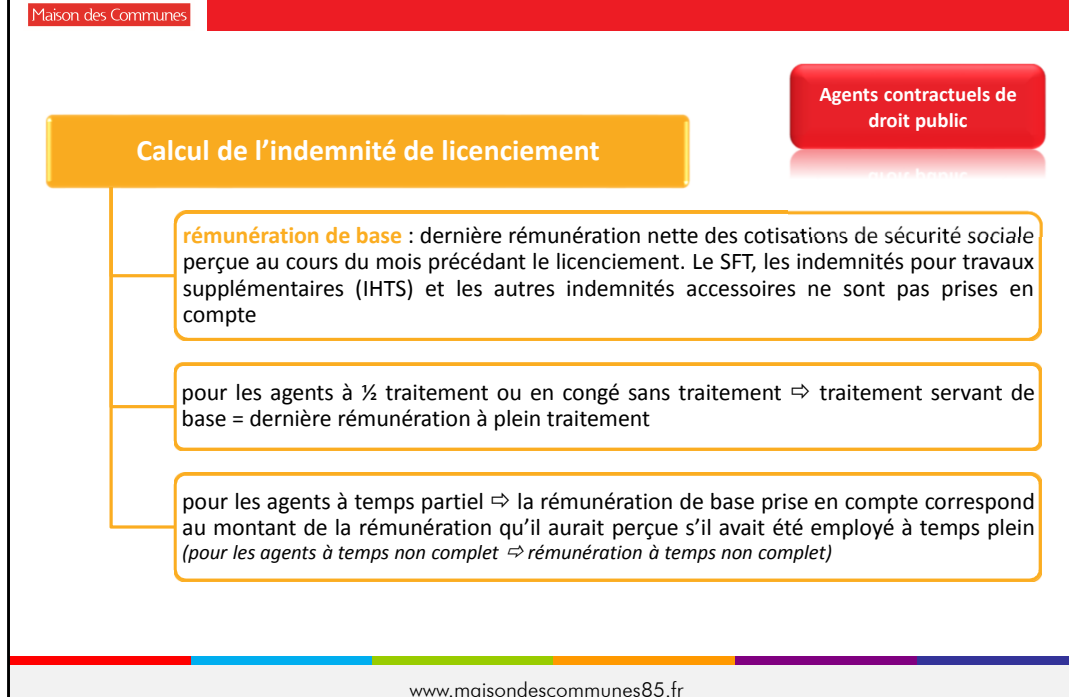 Maison des Communes
Agents contractuels de
droit public
Calcul de l'indemnité de licenciement
rémunération de base : dernière rémunération nette des cotisations de sécurité sociale
perçue au cours du mois précédant le licenciement. Le SFT, les indemnités pour travaux
supplémentaires (IHTS) et les autres indemnités accessoires ne sont pas prises en
compte
pour les agents à ½ traitement ou en congé sans traitement ⇨ traitement servant de
base = dernière rémunération à plein traitement
pour les agents à temps partiel ⇨ la rémunération de base prise en compte correspond
au montant de la rémunération qu'il aurait perçue s'il avait été employé à temps plein
(pour les agents à temps non complet ⇨ rémunération à temps non complet)
www.maisondescommunes85.fr